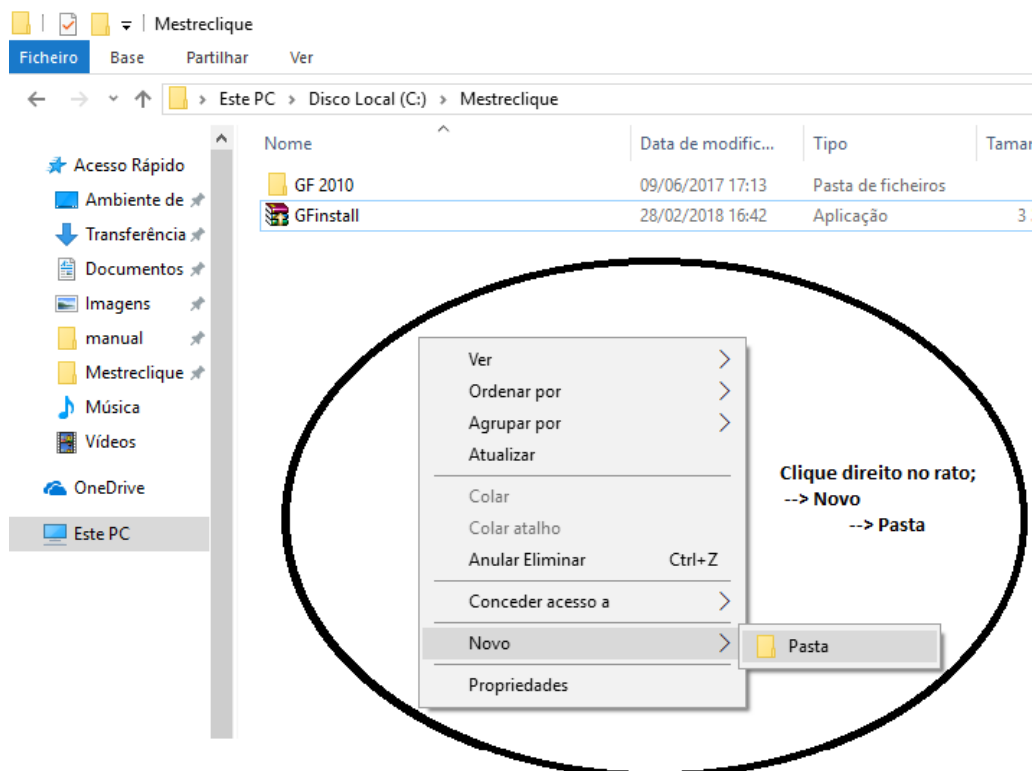 Mestreclique
Ficheiro Base Partilhar Ver
Este PC > Disco Local (C:) > Mestreclique
Nome Data de modific... Tipo Tamar
GF 2010 09/06/2017 17:13 Pasta de ficheiros
GFinstall 28/02/2018 16:42 Aplicação 3
Acesso Rápido
Ambiente de
Transferência
Documentos
Imagens
manual
Mestreclique
Música
Vídeos
OneDrive
Este PC
Ver
Ordenar por
Agrupar por
Atualizar
Colar
Colar atalho
Anular Eliminar Ctrl+Z
Conceder acesso a
Novo
Propriedades
Pasta
Clique direito no rato;
--> Novo
--> Pasta